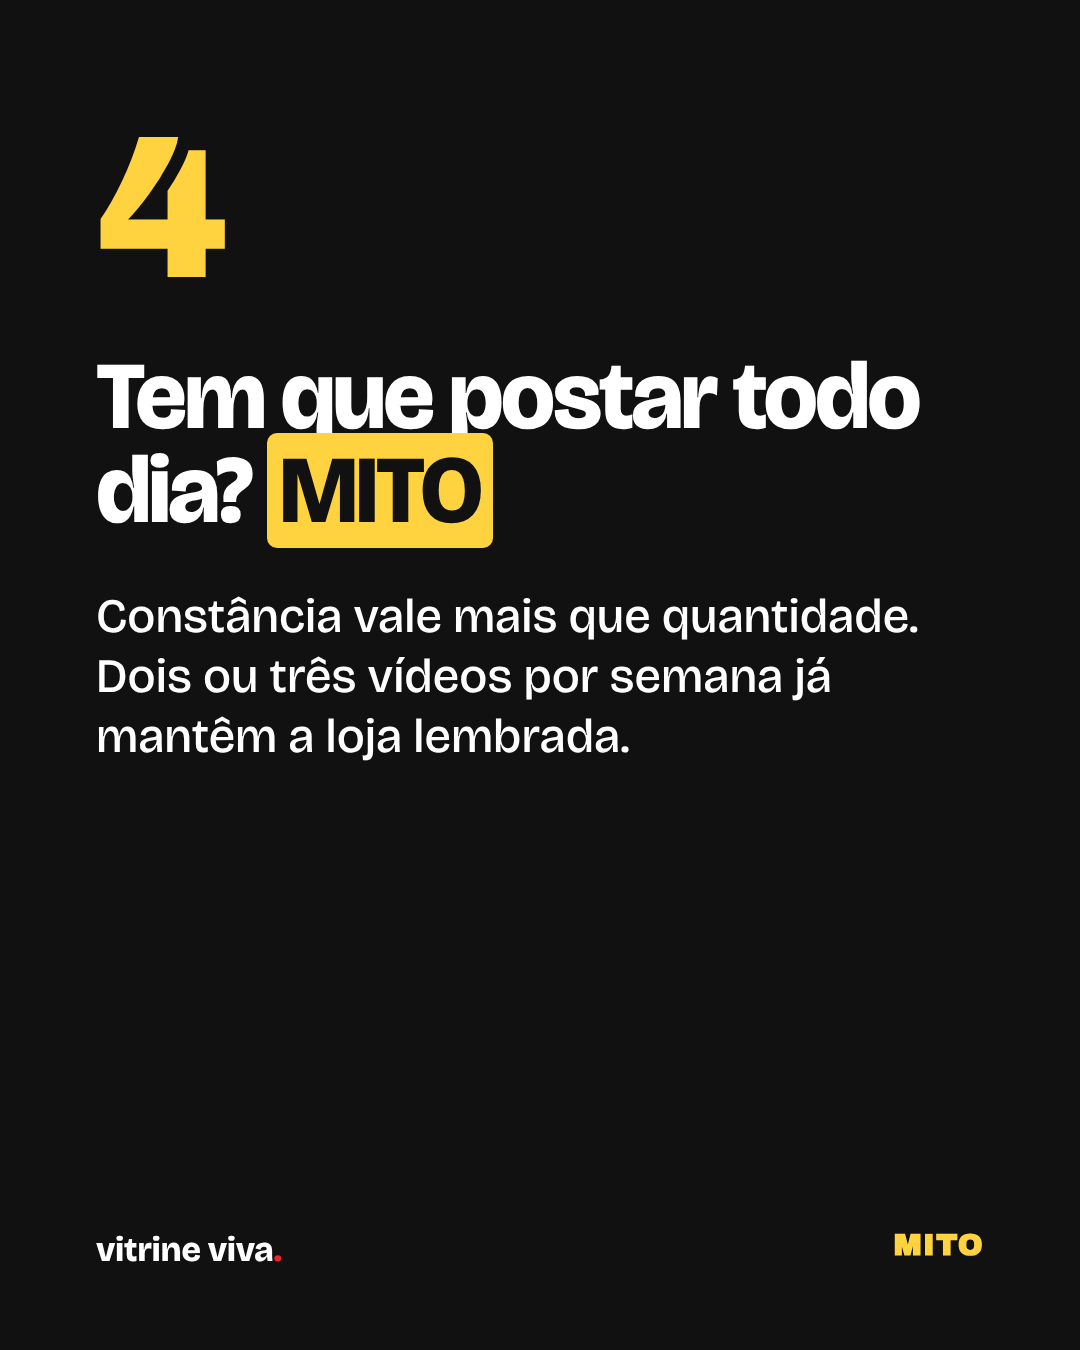 4
Tem que postar todo
dia? MITO
Constância vale mais que quantidade.
Dois ou três vídeos por semana já
mantêm a loja lembrada.
vitrine viva.
MITO